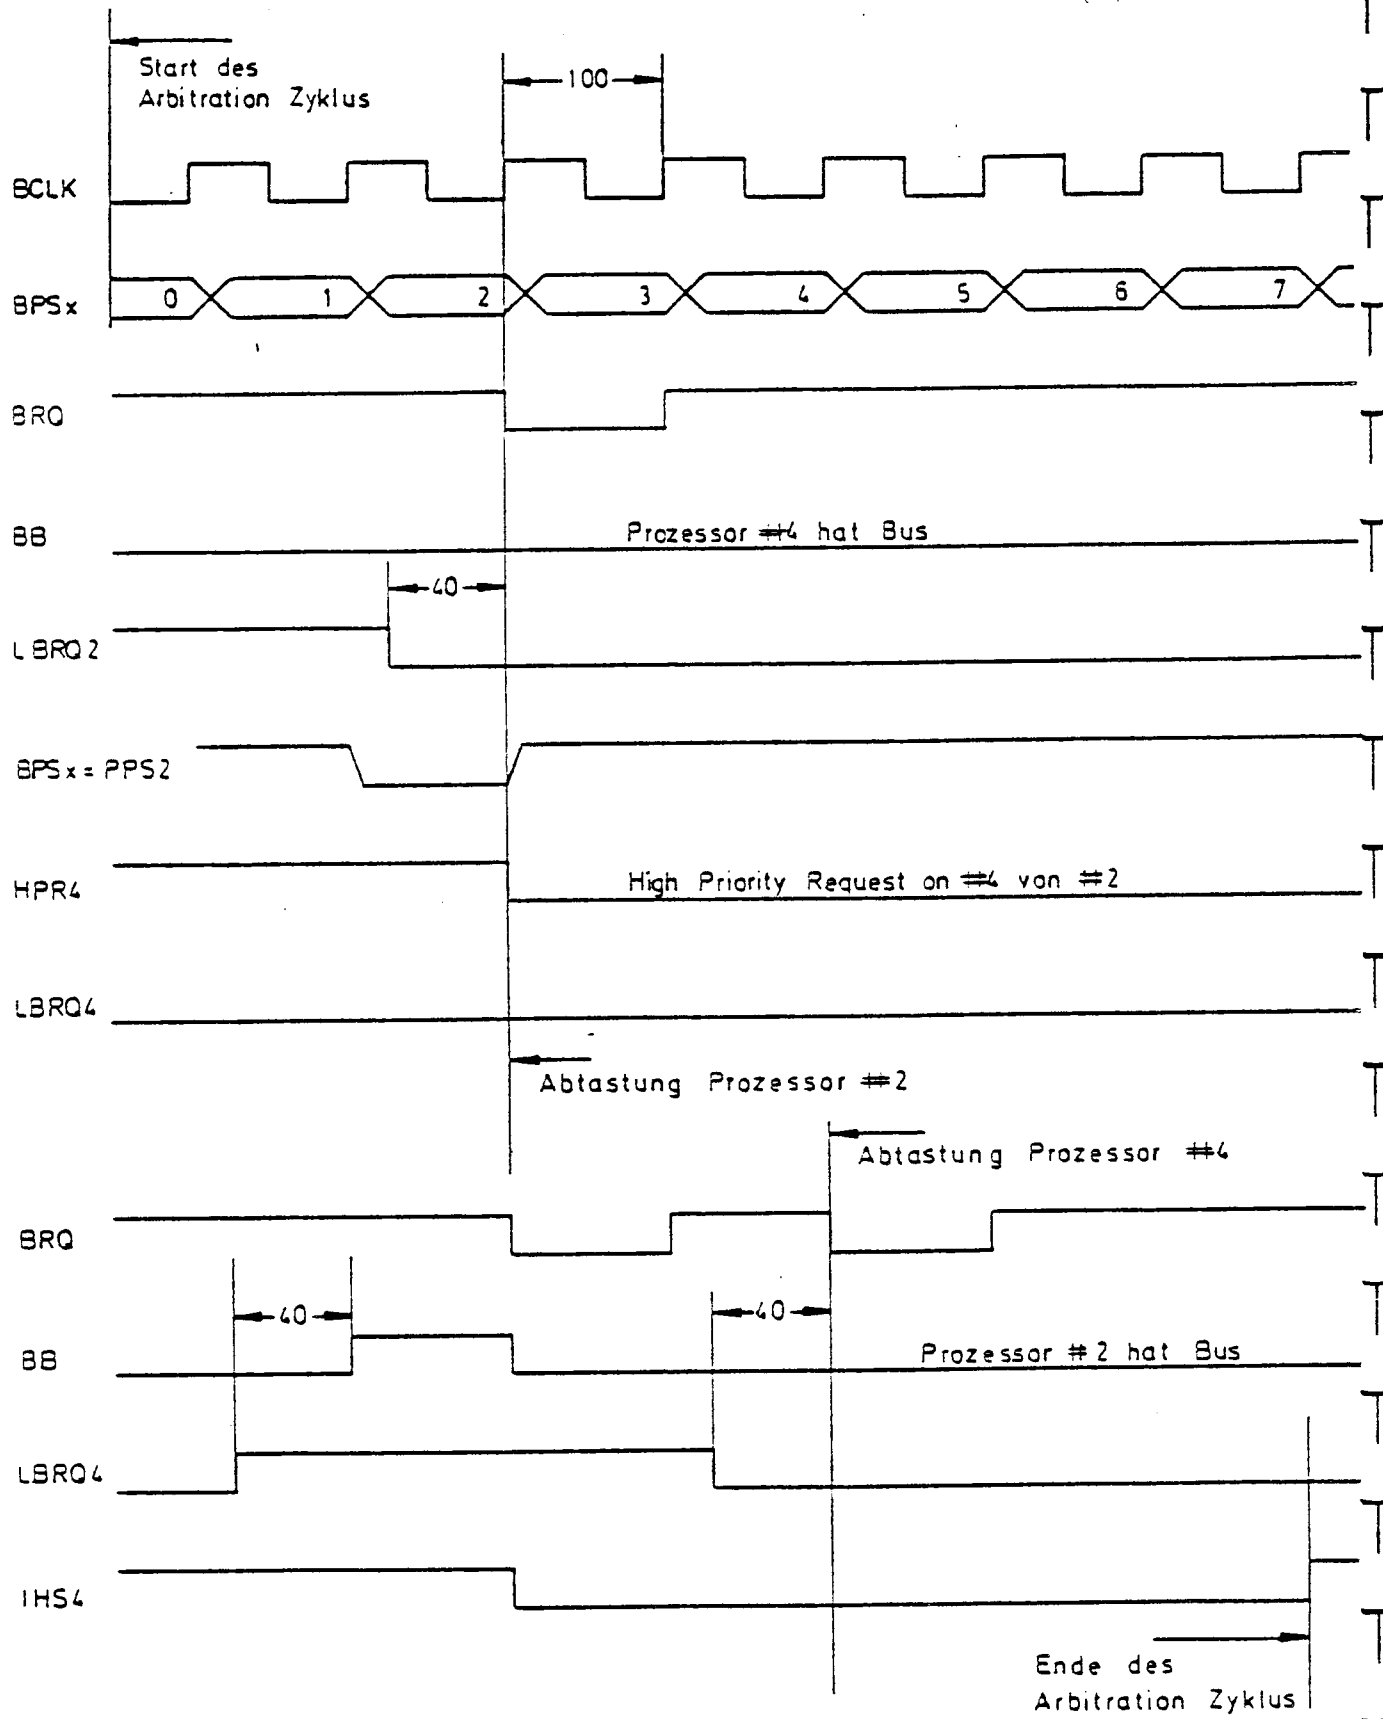 Start des
Arbitration Zyklus
100
BCLK
BPSx 0 1 2 3 4 5 6 7
BRQ
BB Prozessor #4 hat Bus
40
LBRQ2
BPSx = PPS2
HPR4 High Priority Request on #4 von #2
LBRQ4
Abtastung Prozessor #2
Abtastung Prozessor #4
BRQ
40 40
BB Prozessor #2 hat Bus
LBRQ4
IHS4
Ende des
Arbitration Zyklus